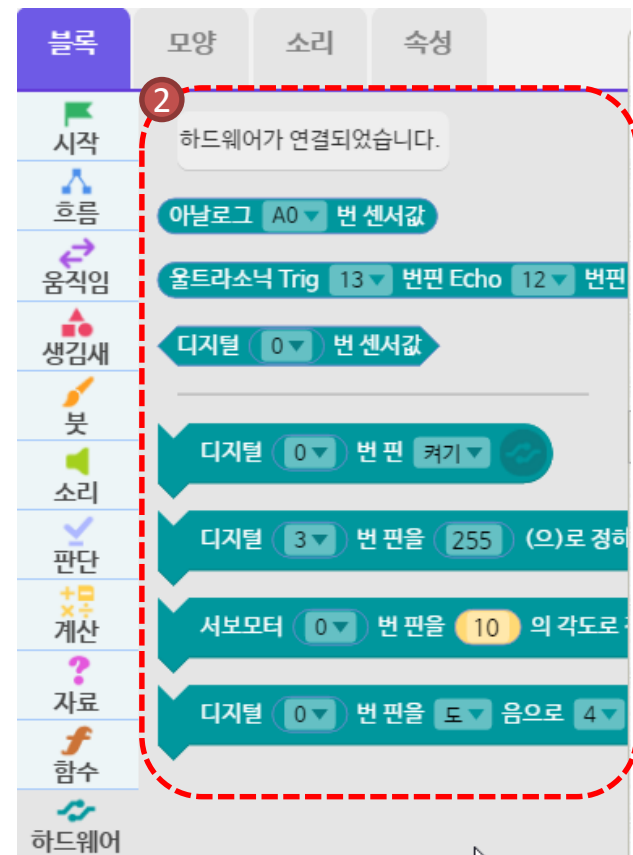 블록 모양 소리 속성
2
시작
흐름
움직임
생김새
붓
소리
판단
계산
자료
함수
하드웨어
하드웨어가 연결되었습니다.
아날로그 A0 번 센서값
울트라소닉 Trig 13 번핀 Echo 12 번핀
디지털 0 번 센서값
디지털 0 번 핀 켜기
디지털 3 번 핀을 255 (으)로 정하
서보모터 0 번 핀을 10 의 각도로
디지털 0 번 핀을 도 음으로 4